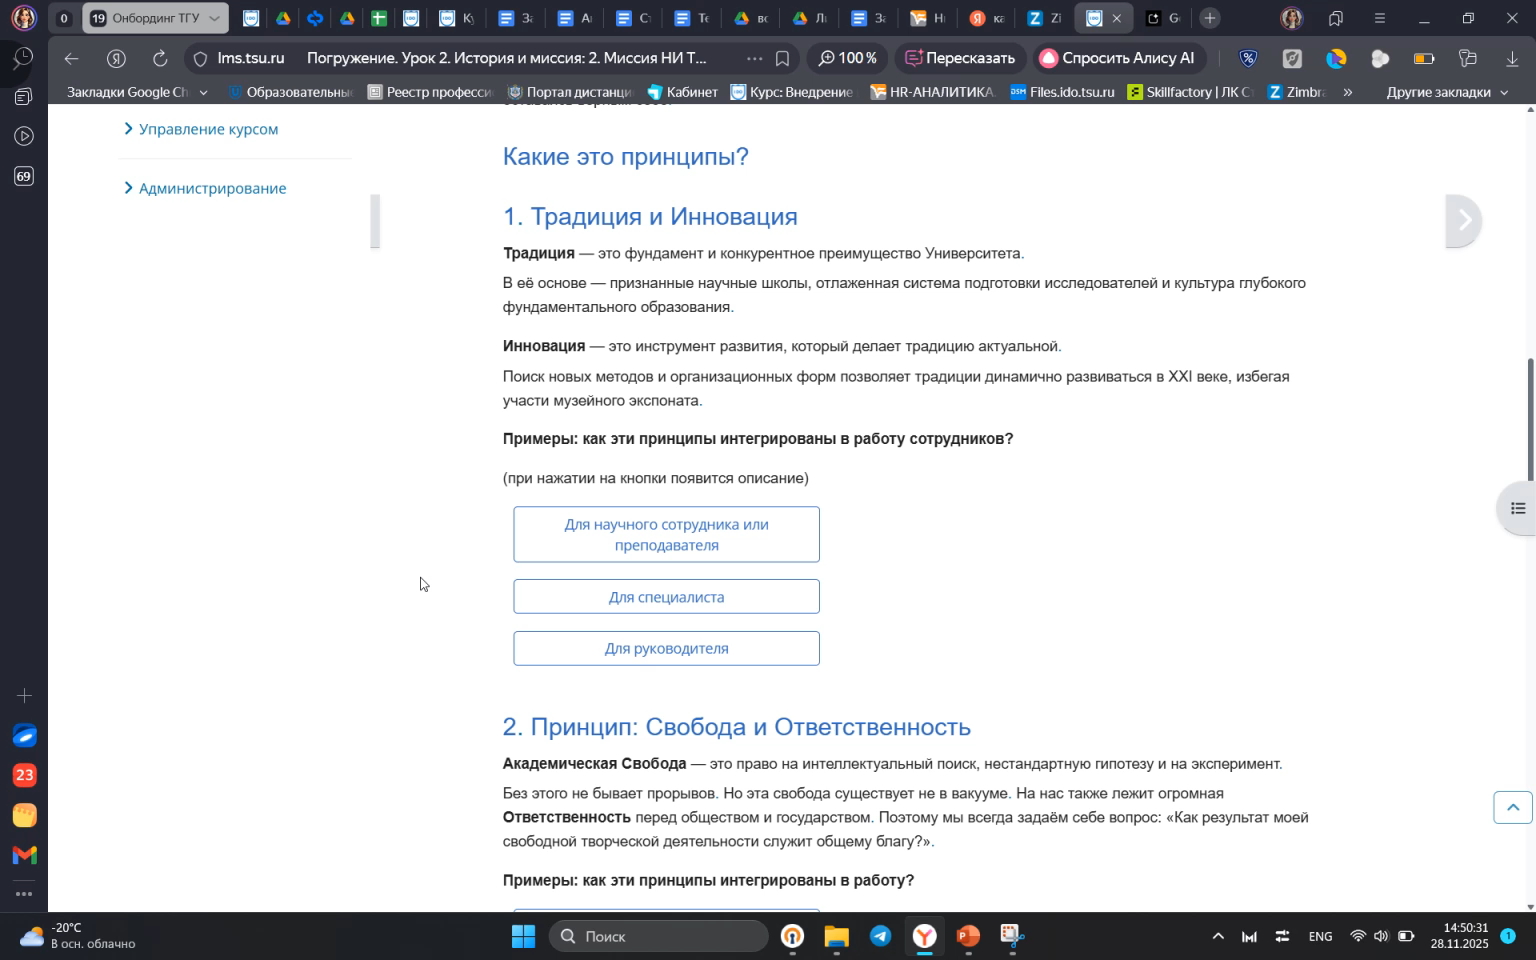 0
19
Онбординг ТГУ
lms.tsu.ru
Погружение. Урок 2. История и миссия: 2. Миссия НИ Т...
100 %
Пересказать
Спросить Алису AI
Закладки Google Ch
Образовательны
Реестр професси
Портал дистанци
Кабинет
Курс: Внедрение
HR-АНАЛИТИКА.
Files.ido.tsu.ru
Skillfactory | ЛК С
Zimbra
Другие закладки
69
Управление курсом
Администрирование
Какие это принципы?
1. Традиция и Инновация
Традиция — это фундамент и конкурентное преимущество Университета.
В её основе — признанные научные школы, отлаженная система подготовки исследователей и культура глубокого
фундаментального образования.
Инновация — это инструмент развития, который делает традицию актуальной.
Поиск новых методов и организационных форм позволяет традиции динамично развиваться в XXI веке, избегая
участи музейного экспоната.
Примеры: как эти принципы интегрированы в работу сотрудников?
(при нажатии на кнопки появится описание)
Для научного сотрудника или
преподавателя
Для специалиста
Для руководителя
2. Принцип: Свобода и Ответственность
Академическая Свобода — это право на интеллектуальный поиск, нестандартную гипотезу и на эксперимент.
Без этого не бывает прорывов. Но эта свобода существует не в вакууме. На нас также лежит огромная
Ответственность перед обществом и государством. Поэтому мы всегда задаём себе вопрос: «Как результат моей
свободной творческой деятельности служит общему благу?».
Примеры: как эти принципы интегрированы в работу?
23
-20°C
В осн. облачно
Поиск
ENG
14:50:31
28.11.2025
1